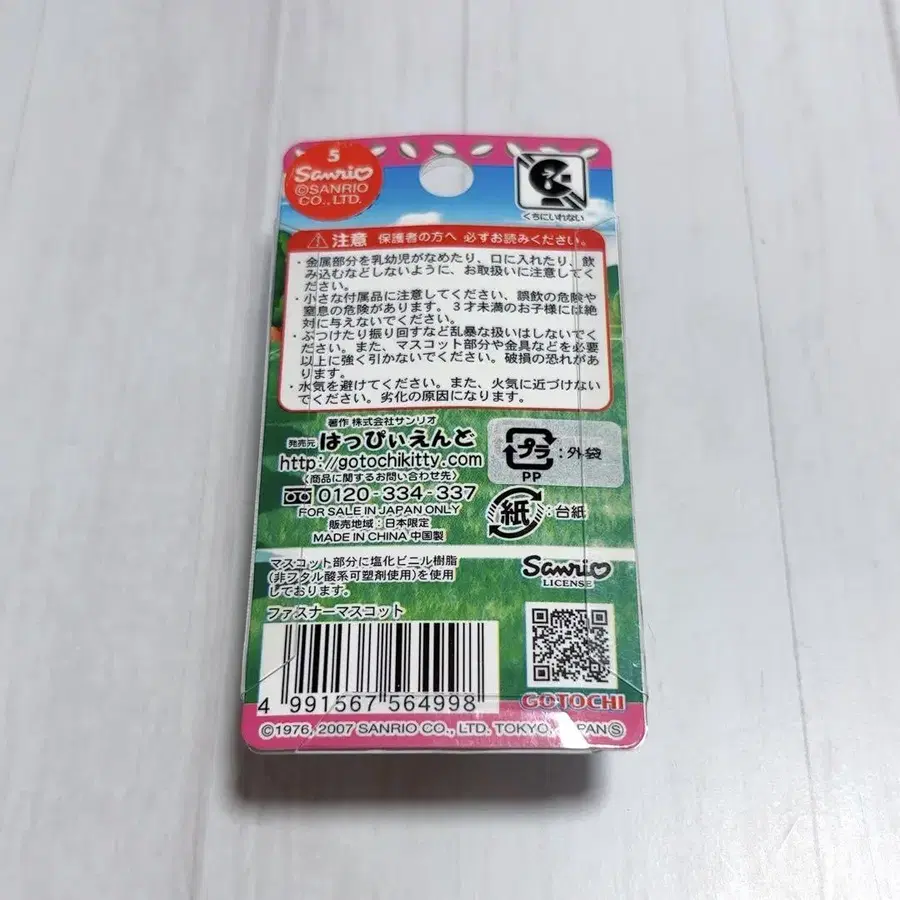 5
Sanrio
©SANRIO
CO.,LTD.
くちにいれない
注意 保護者の方へ 必ずお読みください。
・金属部分を乳幼児がなめたり、口に入れたり、飲
み込むなどしないように、お取扱いに注意してく
ださい。
・小さな付属品に注意してください、誤飲の危険や
窒息の危険があります。3才未満のお子様には絶
対に与えないでください。
・ぶつけたり振り回すなど乱暴な扱いはしないでく
ださい。また、マスコット部分や金具などを必要
以上に強く引かないでください。破損の恐れがあ
ります。
・水気を避けてください。また、火気に近づけない
でください。劣化の原因になります。
著作 株式会社サンリオ
発売元 はっぴぃえんど
http://gotochikitty.com
(商品に関するお問い合わせ先)
0120-334-337
FOR SALE IN JAPAN ONLY
販売地域:日本限定
MADE IN CHINA 中国製
プラ :外袋
PP
紙 :台紙
マスコット部分に塩化ビニル樹脂
(非フタル酸系可塑剤使用)を使用
しております。
ファスナーマスコット
Sanrio
LICENSE
4 991567 564998
GOTOCHI
©1976, 2007 SANRIO CO., LTD. TOKYO, JAPAN Ⓢ